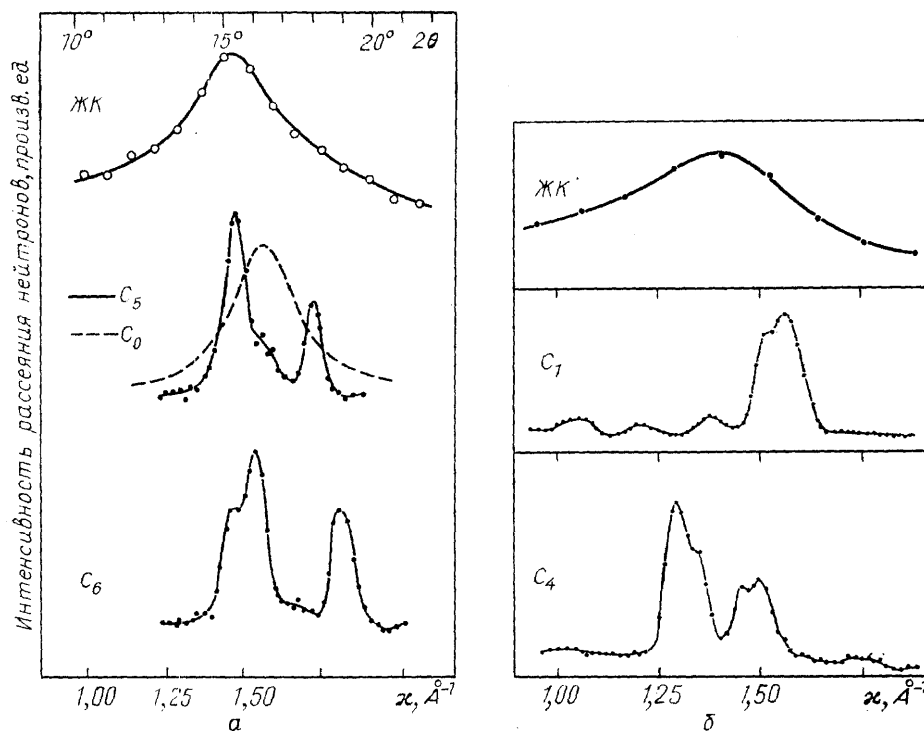 Интенсивность рассеяния нейтронов, произв. ед
10° 15° 20° 2θ
ЖК
C₅
C₀
C₆
1,00 1,25 1,50 ϰ, Å⁻¹
а
ЖК
C₁
C₄
1,00 1,25 1,50 ϰ, Å⁻¹
б